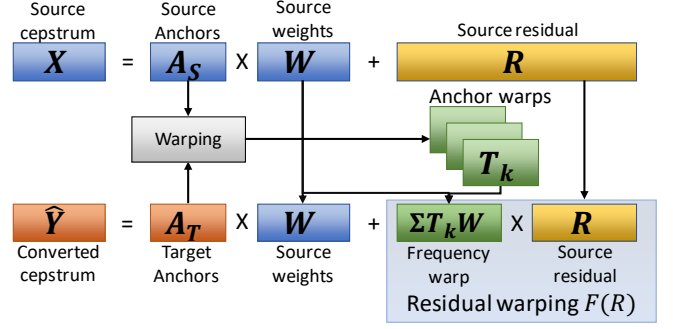 Source cepstrum
Source Anchors
Source weights
Source residual
X = A_S X W + R
Anchor warps
Warping
T_k
Ŷ = A_T X W + ΣT_kW X R
Converted cepstrum
Target Anchors
Source weights
Frequency warp
Source residual
Residual warping F(R)